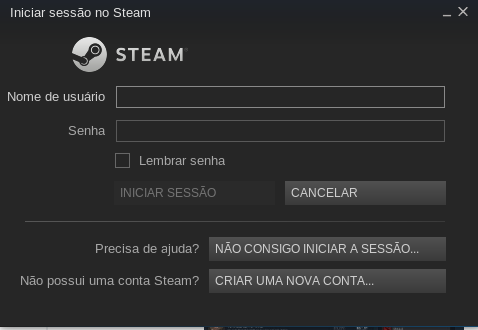 Iniciar sessão no Steam
STEAM
Nome de usuário
Senha
Lembrar senha
INICIAR SESSÃO CANCELAR
Precisa de ajuda? NÃO CONSIGO INICIAR A SESSÃO...
Não possui uma conta Steam? CRIAR UMA NOVA CONTA...